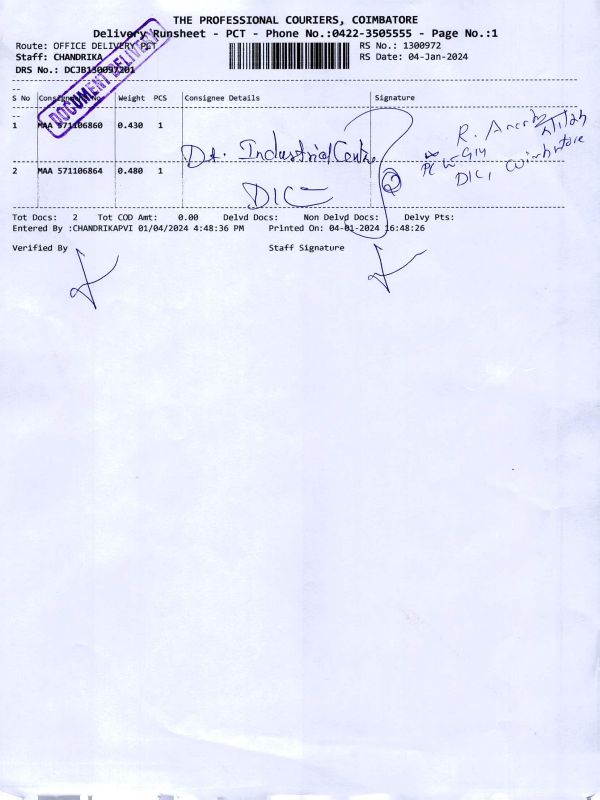 THE PROFESSIONAL COURIERS, COIMBATORE
Delivery Runsheet - PCT - Phone No.:0422-3505555 - Page No.:1
Route: OFFICE DELIVERY PCT
RS No.: 1300972
Staff: CHANDRIKA
RS Date: 04-Jan-2024
DRS No.: DCJB130097201
DOCUMENT DELIVERY
S No Consignment No. Weight PCS Consignee Details Signature
1 MAA 571106860 0.430 1
Dt. Industrial Centre
R.
DIC, Coimbatore
2 MAA 571106864 0.480 1
DIC
Tot Docs: 2 Tot COD Amt: 0.00 Delvd Docs: Non Delvd Docs: Delvy Pts:
Entered By :CHANDRIKAPVI 01/04/2024 4:48:36 PM Printed On: 04-01-2024 16:48:26
Verified By Staff Signature